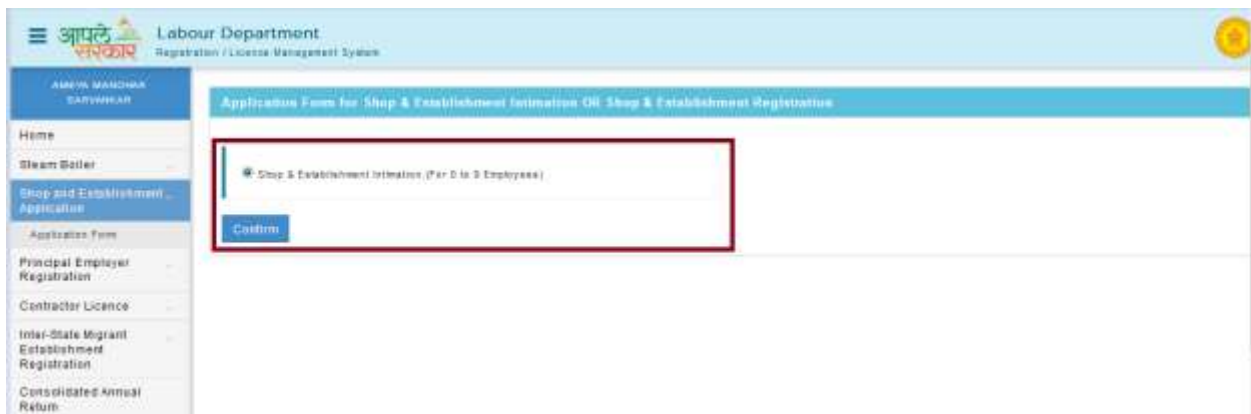 आपले सरकार
Labour Department
Registration / License Management System
AMEYA MANOHAR
SARVANKAR
Application Form for Shop & Establishment Intimation OR Shop & Establishment Registration
Home
Steam Boiler
Shop and Establishment
Application
Application Form
Principal Employer
Registration
Contractor Licence
Inter-State Migrant
Establishment
Registration
Consolidated Annual
Return
Shop & Establishment Intimation (For 0 to 9 Employees)
Confirm